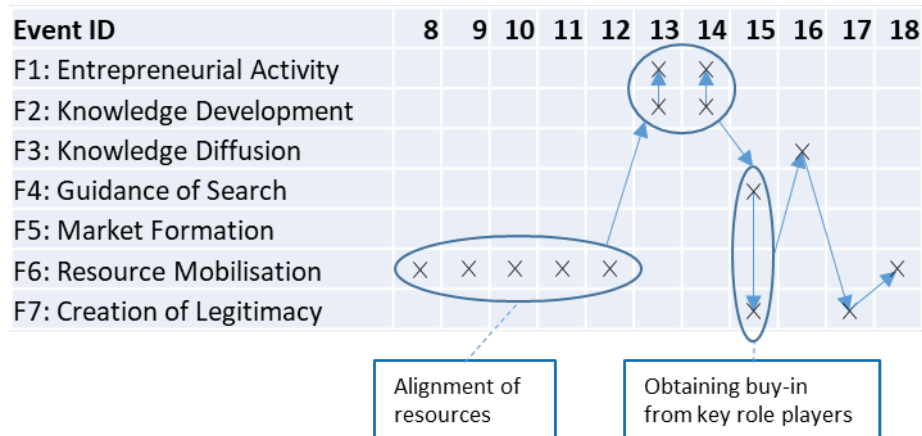 Event ID 8 9 10 11 12 13 14 15 16 17 18
F1: Entrepreneurial Activity
F2: Knowledge Development
F3: Knowledge Diffusion
F4: Guidance of Search
F5: Market Formation
F6: Resource Mobilisation
F7: Creation of Legitimacy
Alignment of
resources
Obtaining buy-in
from key role players